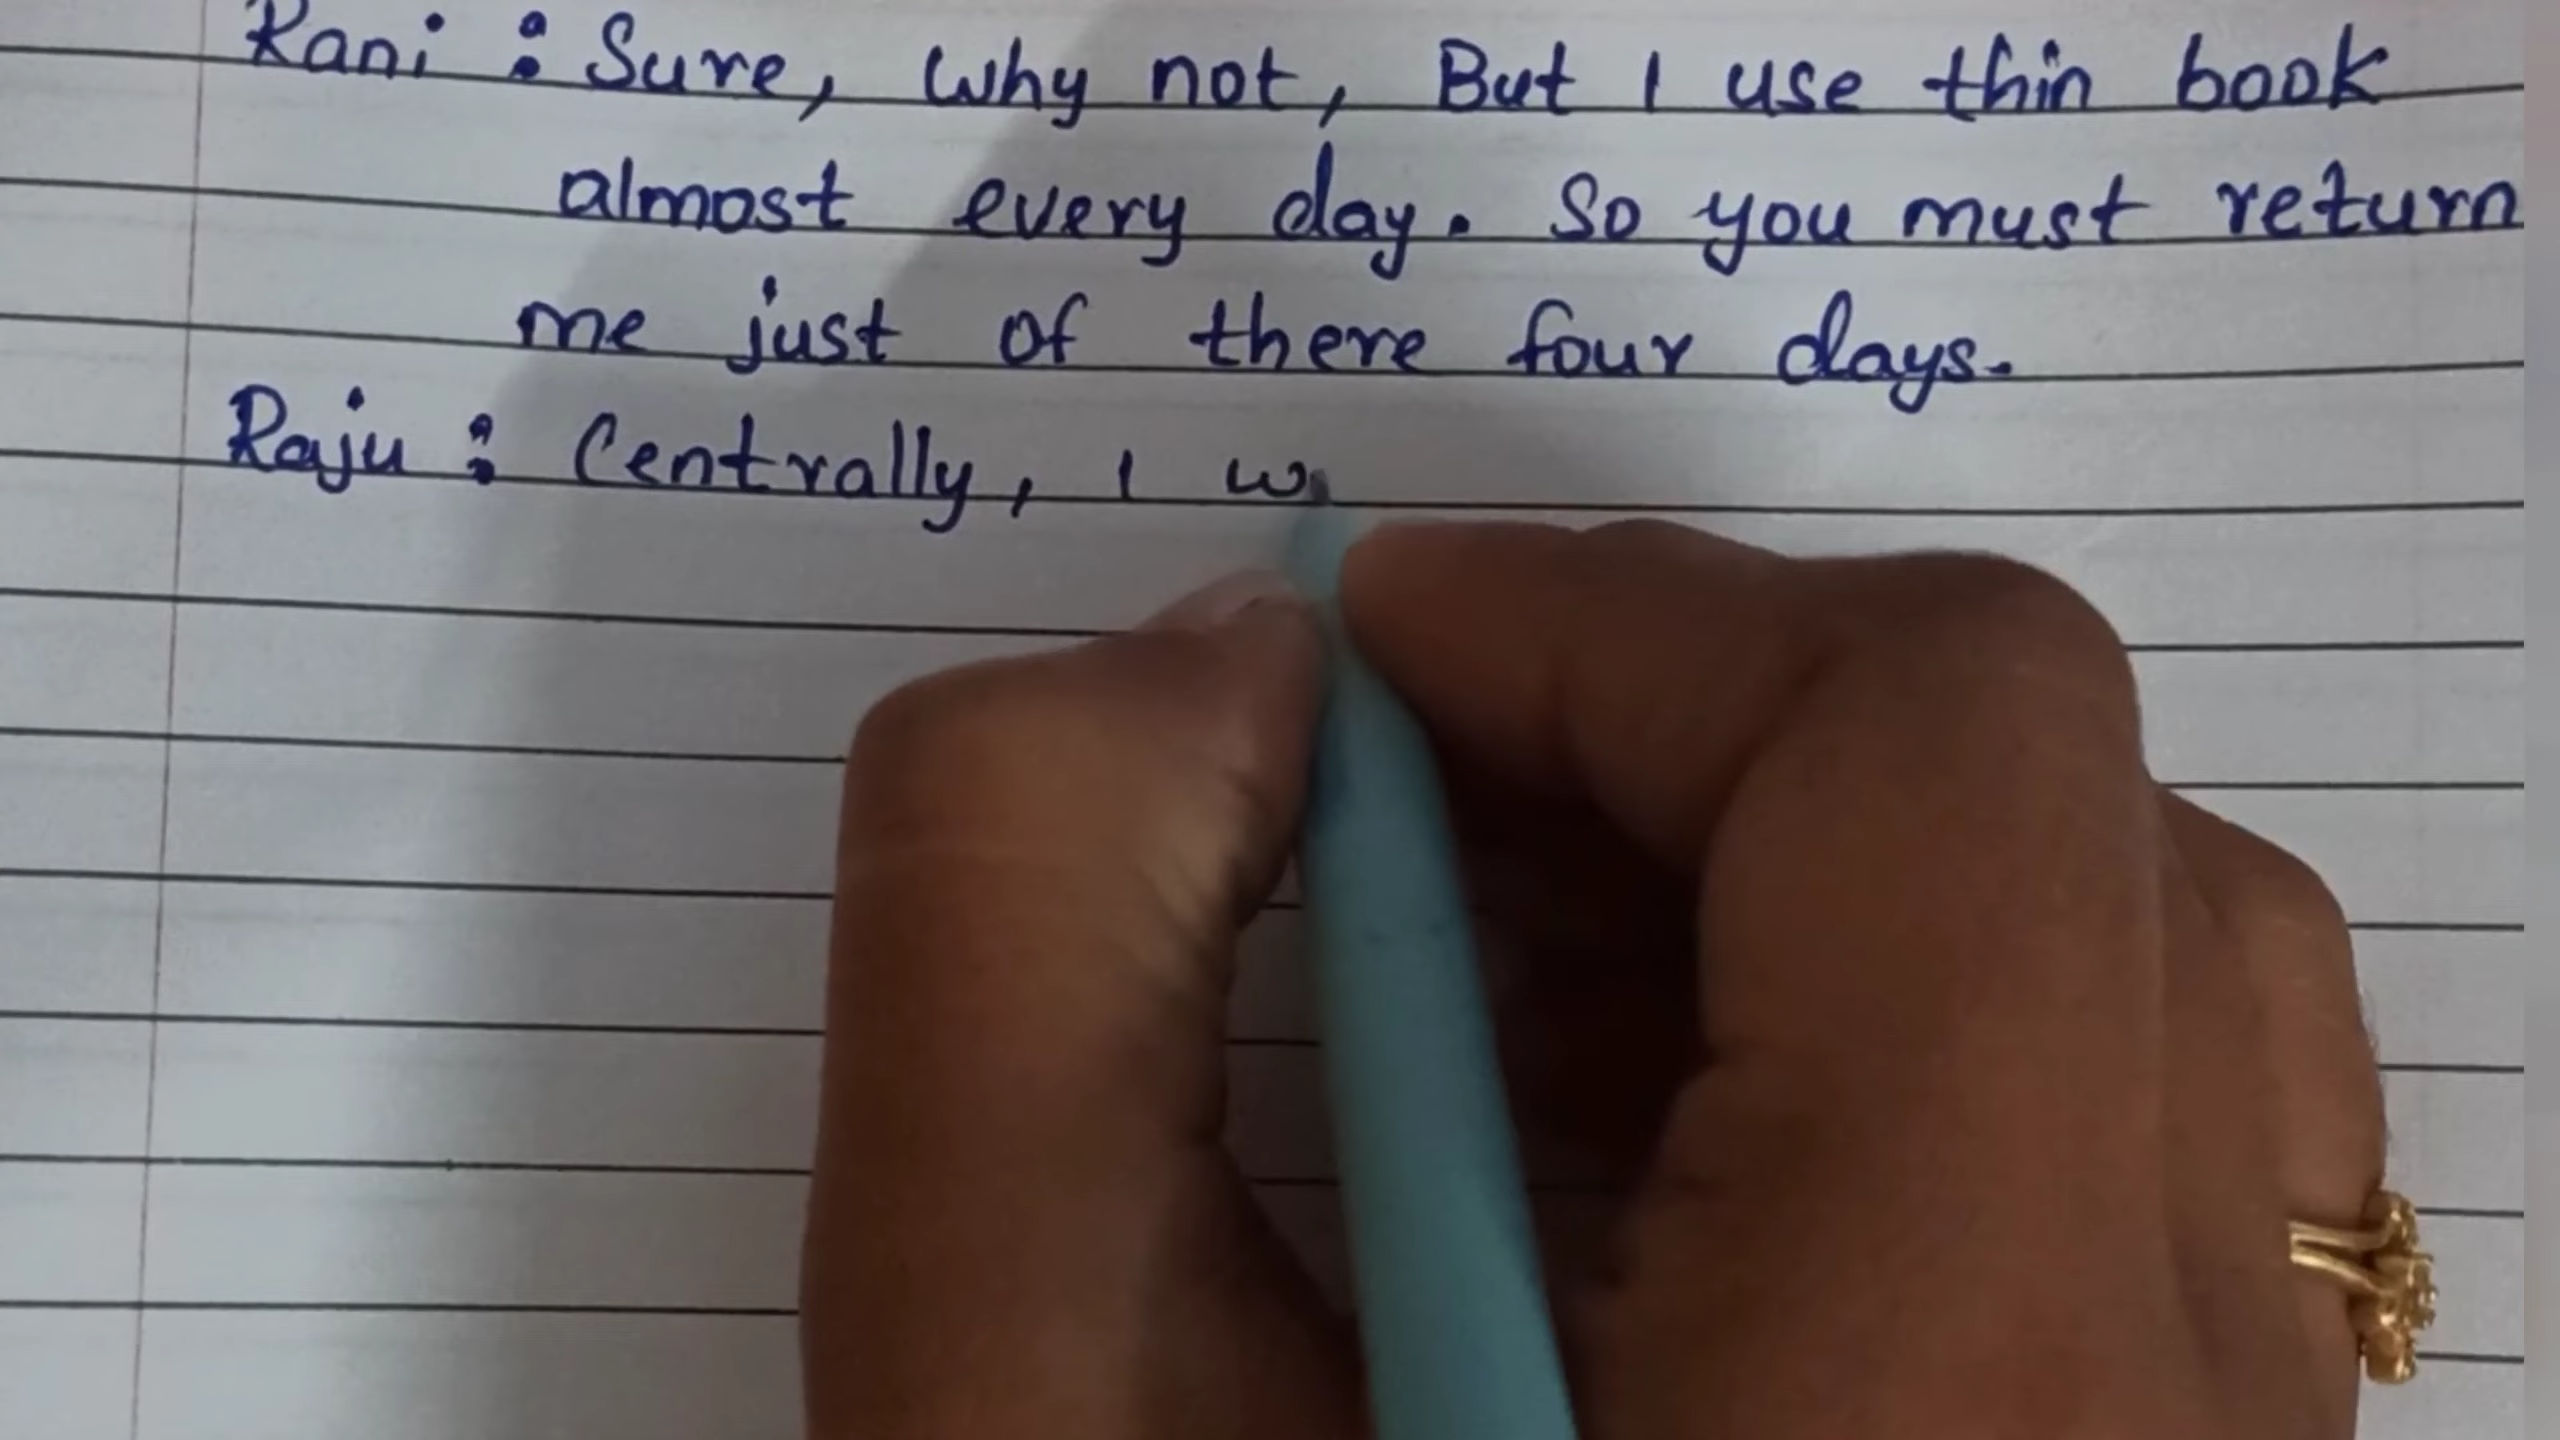 Rani : Sure, Why not, But I use thin book
almost every day. So you must return
me just of there four days.
Raju : Centrally, I w